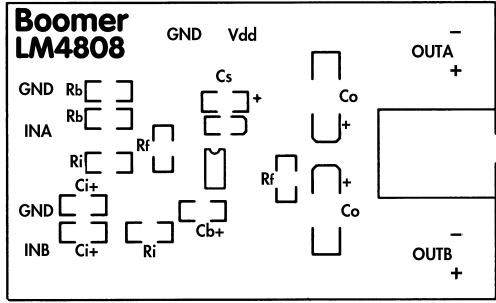 Boomer
LM4808
GND Vdd
OUTA
−
+
Cs
+
GND Rb
Rb
INA
Co
+
Rf
Ri
Rf
Ci+
+
Co
GND
Cb+
INB
Ci+
Ri
−
OUTB
+